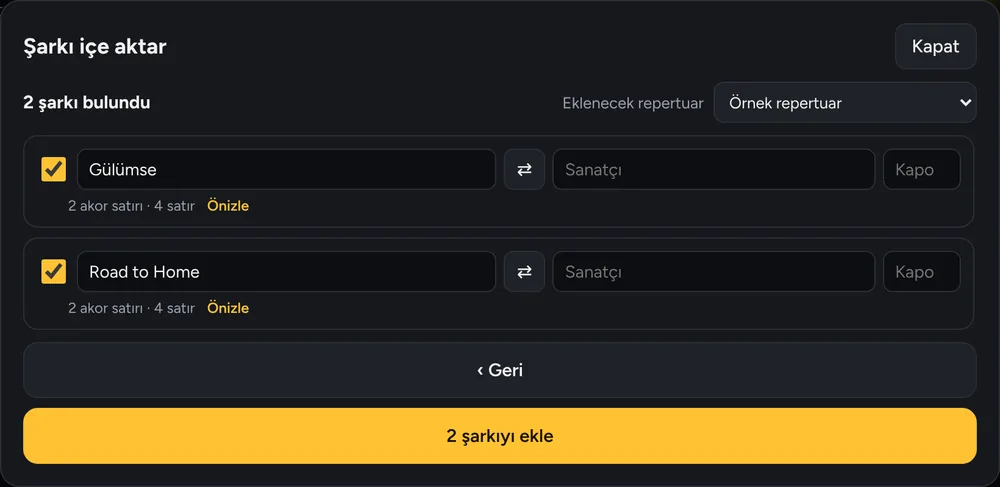 Şarkı içe aktar
Kapat
2 şarkı bulundu
Eklenecek repertuar
Örnek repertuar
Gülümse
⇄
Sanatçı
Kapo
2 akor satırı · 4 satır Önizle
Road to Home
⇄
Sanatçı
Kapo
2 akor satırı · 4 satır Önizle
‹ Geri
2 şarkıyı ekle